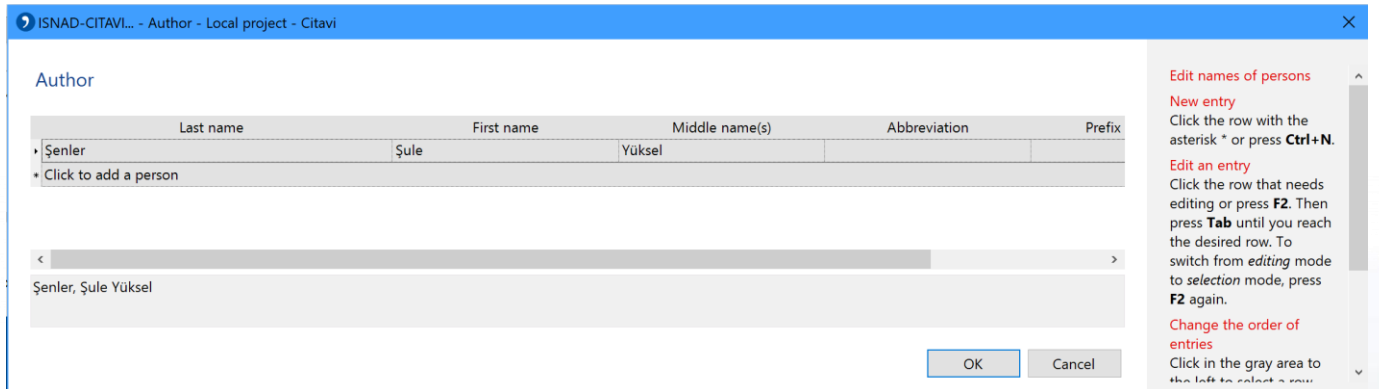 ISNAD-CITAVI... - Author - Local project - Citavi
Author
Last name First name Middle name(s) Abbreviation Prefix
Şenler Şule Yüksel
* Click to add a person
Şenler, Şule Yüksel
OK Cancel
Edit names of persons
New entry
Click the row with the
asterisk * or press Ctrl+N.
Edit an entry
Click the row that needs
editing or press F2. Then
press Tab until you reach
the desired row. To
switch from editing mode
to selection mode, press
F2 again.
Change the order of
entries
Click in the gray area to
the left to select a row